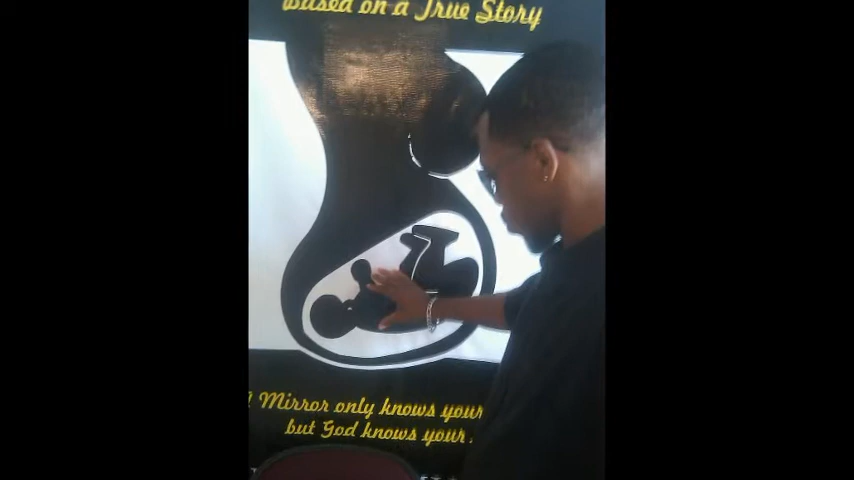 Based on a True Story
A Mirror only knows your
but God knows your